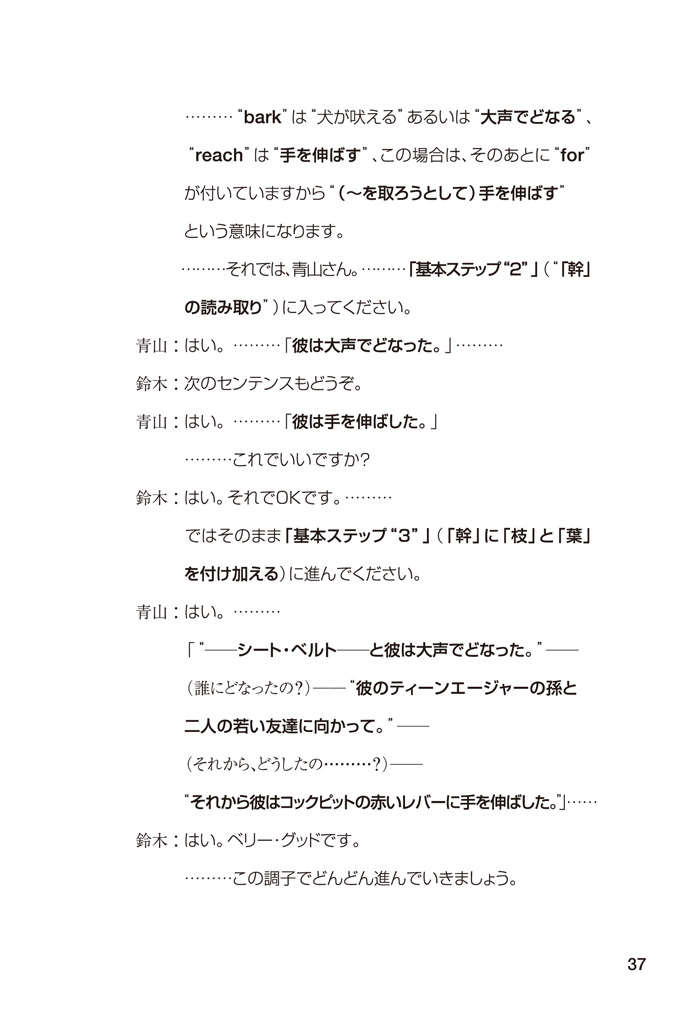 ………“bark”は“犬が吠える”あるいは“大声でどなる”、
“reach”は“手を伸ばす”、この場合は、そのあとに“for”
が付いていますから“（～を取ろうとして）手を伸ばす”
という意味になります。
………それでは、青山さん。………「基本ステップ“2”」（“「幹」
の読み取り”）に入ってください。
青山：はい。………「彼は大声でどなった。」………
鈴木：次のセンテンスもどうぞ。
青山：はい。………「彼は手を伸ばした。」
………これでいいですか？
鈴木：はい。それでOKです。………
ではそのまま「基本ステップ“3”」（「幹」に「枝」と「葉」
を付け加える）に進んでください。
青山：はい。………
「“――シート・ベルト――と彼は大声でどなった。”――
（誰にどなったの？）――“彼のティーンエージャーの孫と
二人の若い友達に向かって。”――
（それから、どうしたの………？）――
“それから彼はコックピットの赤いレバーに手を伸ばした。”」……
鈴木：はい。ベリー・グッドです。
………この調子でどんどん進んでいきましょう。
37